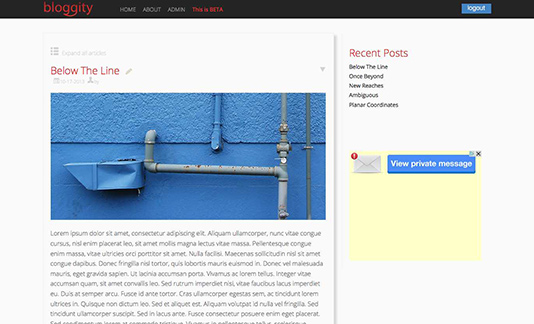 bloggity
HOME ABOUT ADMIN This is BETA
logout
Expand all articles
Below The Line
Lorem ipsum dolor sit amet, consectetur adipiscing elit. Aliquam ullamcorper, nunc vitae congue
cursus, nisl enim placerat leo, sit amet mollis magna lectus vitae massa. Pellentesque congue
enim massa, vitae ultricies orci porttitor sit amet. Nulla facilisi. Maecenas sollicitudin nisl sit amet
congue dapibus. Donec fringilla nisl tortor, quis lobortis mauris euismod in. Donec vel malesuada
mauris, eget gravida sapien. Ut lacinia accumsan porta. Vivamus ac lorem tellus. Integer vitae
accumsan quam, sit amet convallis leo. Sed rutrum imperdiet nisi, vitae faucibus lacus imperdiet
eu. Duis at semper arcu. Fusce id ante tortor. Cras ullamcorper egestas sem, ac tincidunt lorem
ultrices in. Quisque non dictum leo. Sed et aliquet est. Aliquam volutpat id nulla vel fringilla. Sed
tincidunt ullamcorper suscipit. Sed in lacus ante. Fusce consectetur posuere enim eget placerat.
Recent Posts
Below The Line
Once Beyond
New Reaches
Ambiguous
Planar Coordinates
View private message